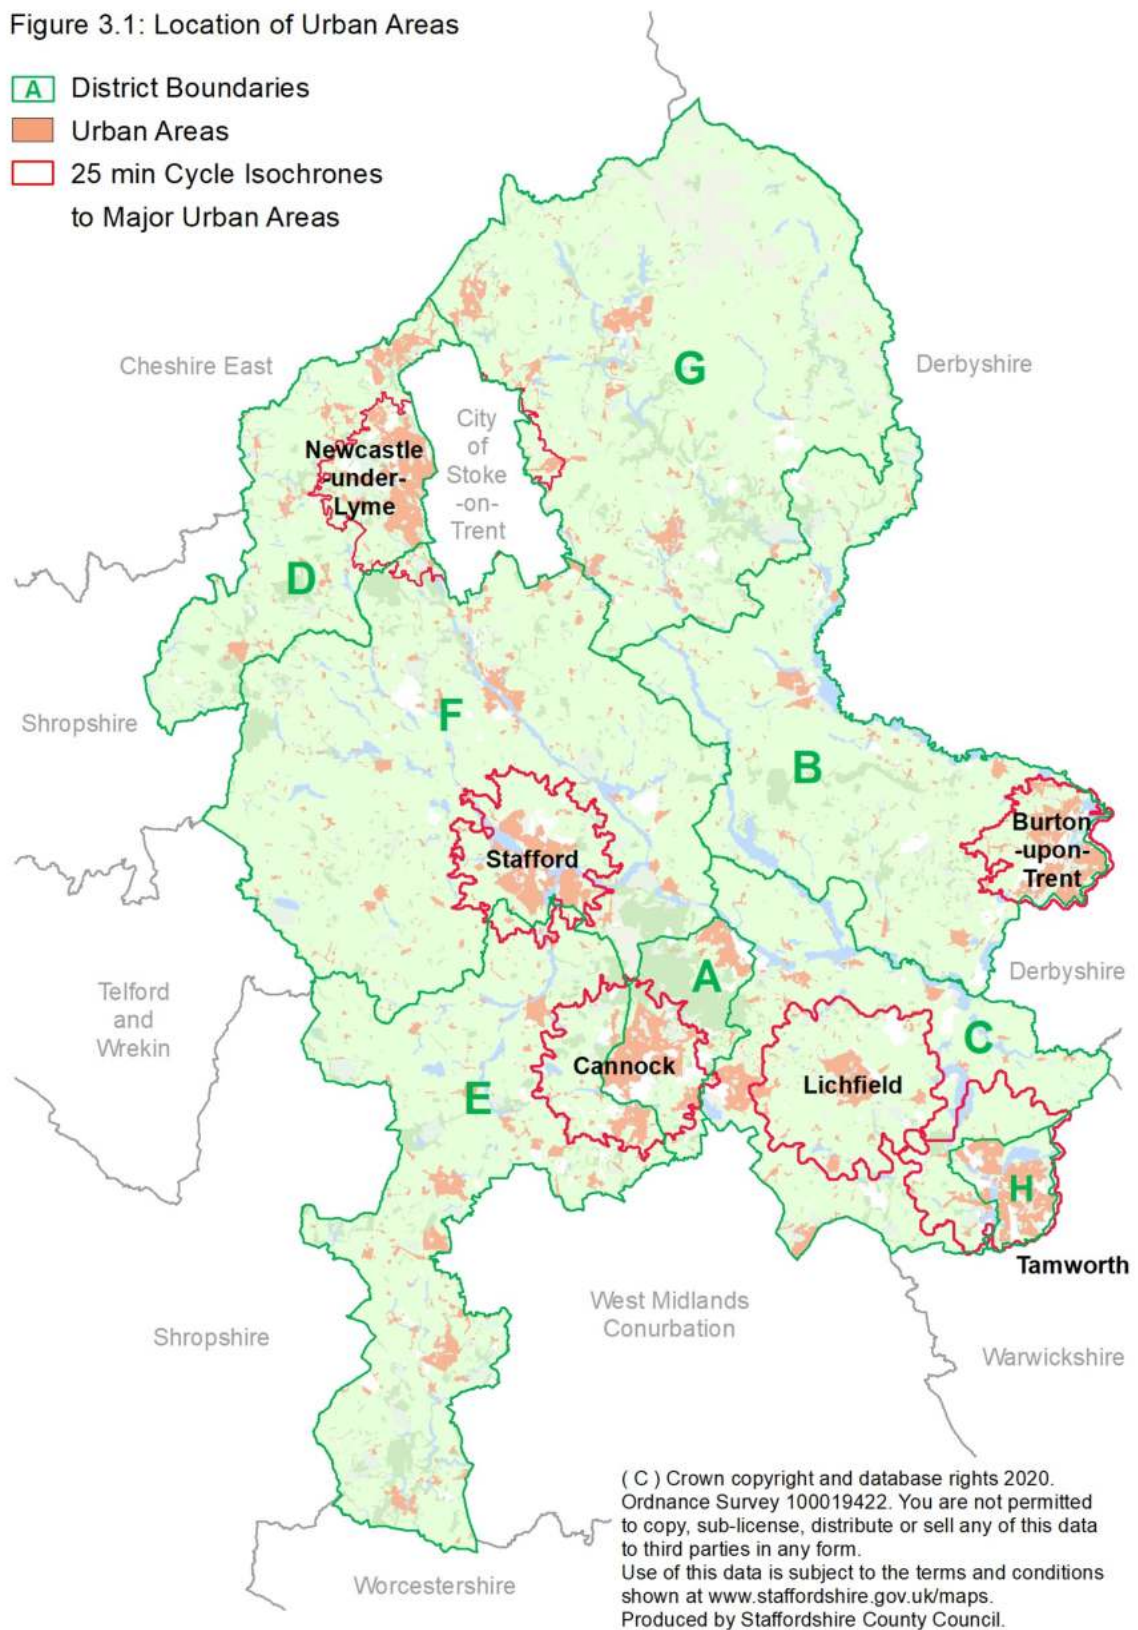 Figure 3.1: Location of Urban Areas
A District Boundaries
Urban Areas
25 min Cycle Isochrones
to Major Urban Areas
Cheshire East
Derbyshire
G
City
of
Stoke
-on-
Trent
Newcastle
-under-
Lyme
D
Shropshire
F
B
Burton
-upon-
Trent
Stafford
Derbyshire
A
Telford
and
Wrekin
C
Cannock
Lichfield
E
H
Tamworth
West Midlands
Conurbation
Shropshire
Warwickshire
Worcestershire
( C ) Crown copyright and database rights 2020.
Ordnance Survey 100019422. You are not permitted
to copy, sub-license, distribute or sell any of this data
to third parties in any form.
Use of this data is subject to the terms and conditions
shown at www.staffordshire.gov.uk/maps.
Produced by Staffordshire County Council.